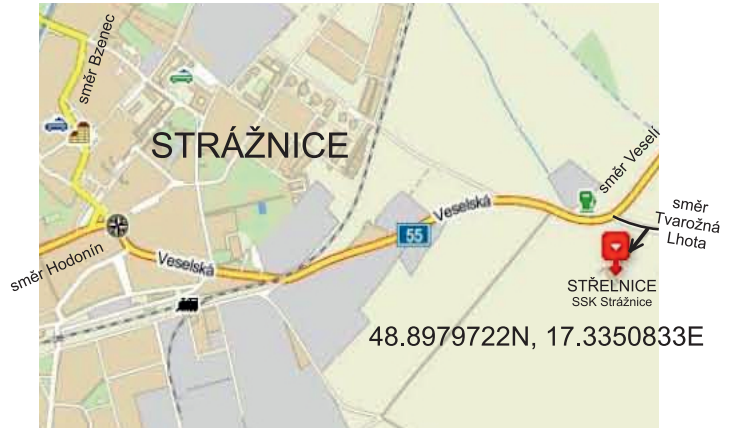 směr Bzenec
STRÁŽNICE
směr Veselí
Veselská
směr
Tvarožná
Lhota
55
Veselská
směr Hodonín
STŘELNICE
SSK Strážnice
48.8979722N, 17.3350833E